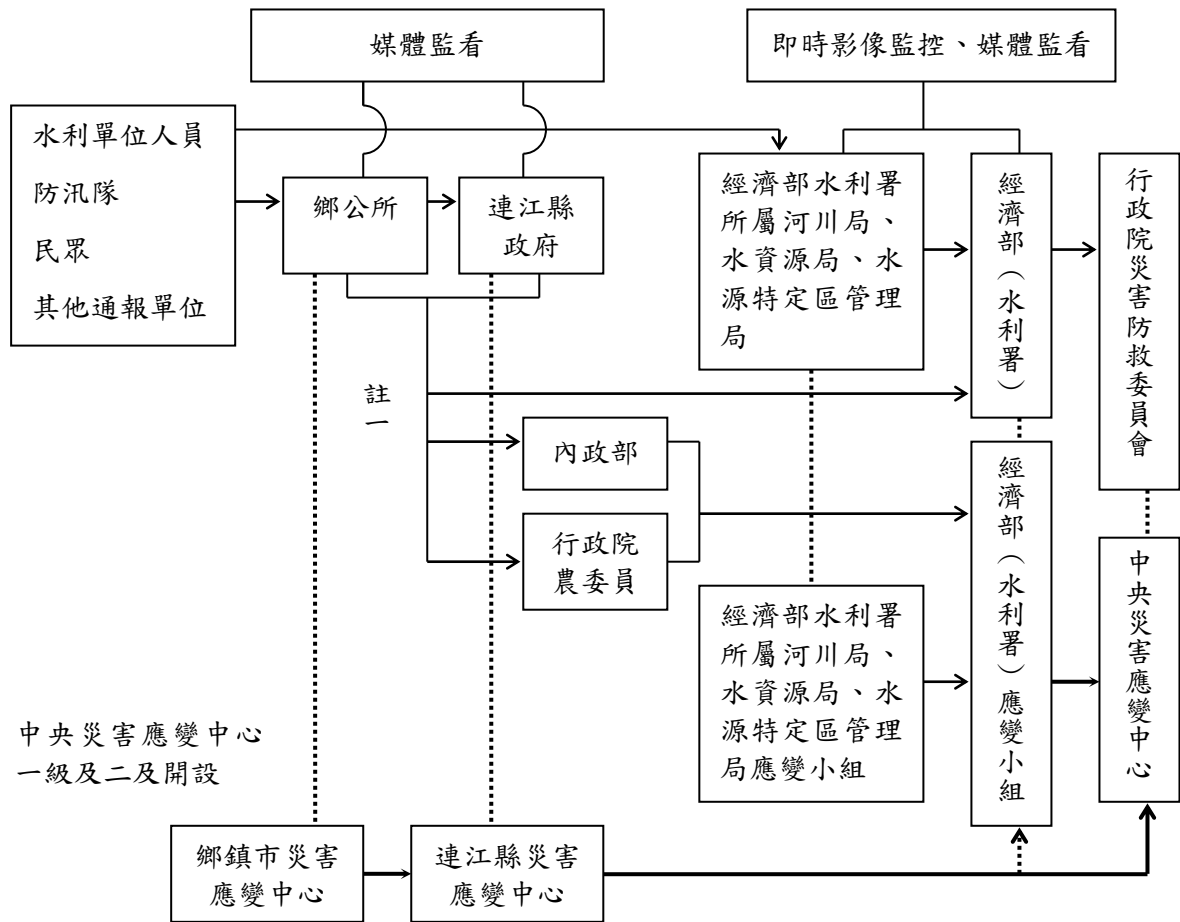 媒體監看
即時影像監控、媒體監看
水利單位人員
防汛隊
民眾
其他通報單位
鄉公所
連江縣
政府
經濟部水利署
所屬河川局、
水資源局、水
源特定區管理
局
經濟部（水利署）
行政院災害防救委員會
註一
內政部
行政院
農委員
經濟部水利署
所屬河川局、
水資源局、水
源特定區管理
局應變小組
經濟部（水利署）應變小組
中央災害應變中心
中央災害應變中心
一級及二及開設
鄉鎮市災害
應變中心
連江縣災害
應變中心